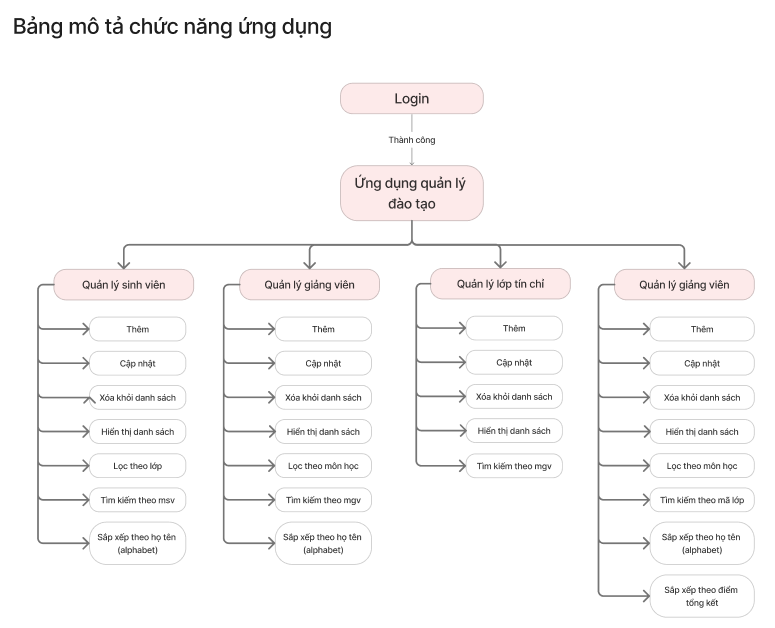 Bảng mô tả chức năng ứng dụng
Login
Thành công
Ứng dụng quản lý
đào tạo
Quản lý sinh viên
Thêm
Cập nhật
Xóa khỏi danh sách
Hiển thị danh sách
Lọc theo lớp
Tìm kiếm theo msv
Sắp xếp theo họ tên
(alphabet)
Quản lý giảng viên
Thêm
Cập nhật
Xóa khỏi danh sách
Hiển thị danh sách
Lọc theo môn học
Tìm kiếm theo mgv
Sắp xếp theo họ tên
(alphabet)
Quản lý lớp tín chỉ
Thêm
Cập nhật
Xóa khỏi danh sách
Hiển thị danh sách
Tìm kiếm theo mgv
Quản lý giảng viên
Thêm
Cập nhật
Xóa khỏi danh sách
Hiển thị danh sách
Lọc theo môn học
Tìm kiếm theo mã lớp
Sắp xếp theo họ tên
(alphabet)
Sắp xếp theo điểm
tổng kết